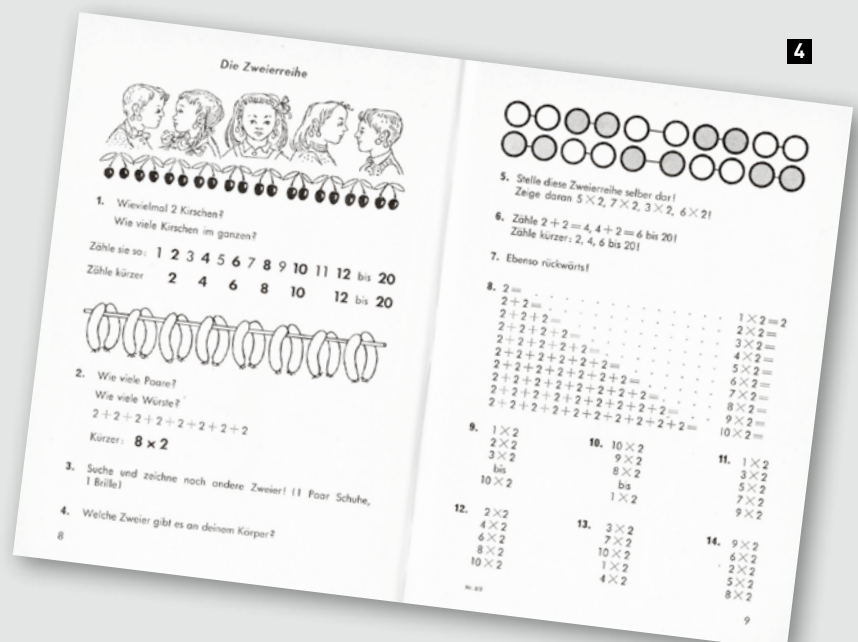 4
Die Zweierreihe
1. Wievielmal 2 Kirschen?
Wie viele Kirschen im ganzen?
Zähle sie so: 1 2 3 4 5 6 7 8 9 10 11 12 bis 20
Zähle kürzer 2 4 6 8 10 12 bis 20
2. Wie viele Paare?
Wie viele Würste?
2+2+2+2+2+2+2+2
Kürzer: 8 x 2
3. Suche und zeichne noch andere Zweier! (1 Paar Schuhe,
1 Brille)
4. Welche Zweier gibt es an deinem Körper?
8
5. Stelle diese Zweierreihe selber dar!
Zeige daran 5×2, 7×2, 3×2, 6×2!
6. Zähle 2+2=4, 4+2=6 bis 20!
Zähle kürzer: 2, 4, 6 bis 20!
7. Ebenso rückwärts!
8. 2= . . . . . . . . . . 1×2=2
2+2= . . . . . . . . . 2×2=
2+2+2= . . . . . . . . 3×2=
2+2+2+2= . . . . . . . 4×2=
2+2+2+2+2= . . . . . . 5×2=
2+2+2+2+2+2= . . . . . 6×2=
2+2+2+2+2+2+2= . . . . 7×2=
2+2+2+2+2+2+2+2= . . . 8×2=
2+2+2+2+2+2+2+2+2= . . 9×2=
2+2+2+2+2+2+2+2+2+2= 10×2=
9. 1×2
2×2
3×2
bis
10×2
10. 10×2
9×2
8×2
bis
1×2
11. 1×2
3×2
5×2
7×2
9×2
12. 2×2
4×2
6×2
8×2
10×2
13. 3×2
7×2
10×2
1×2
4×2
14. 9×2
6×2
2×2
5×2
8×2
9